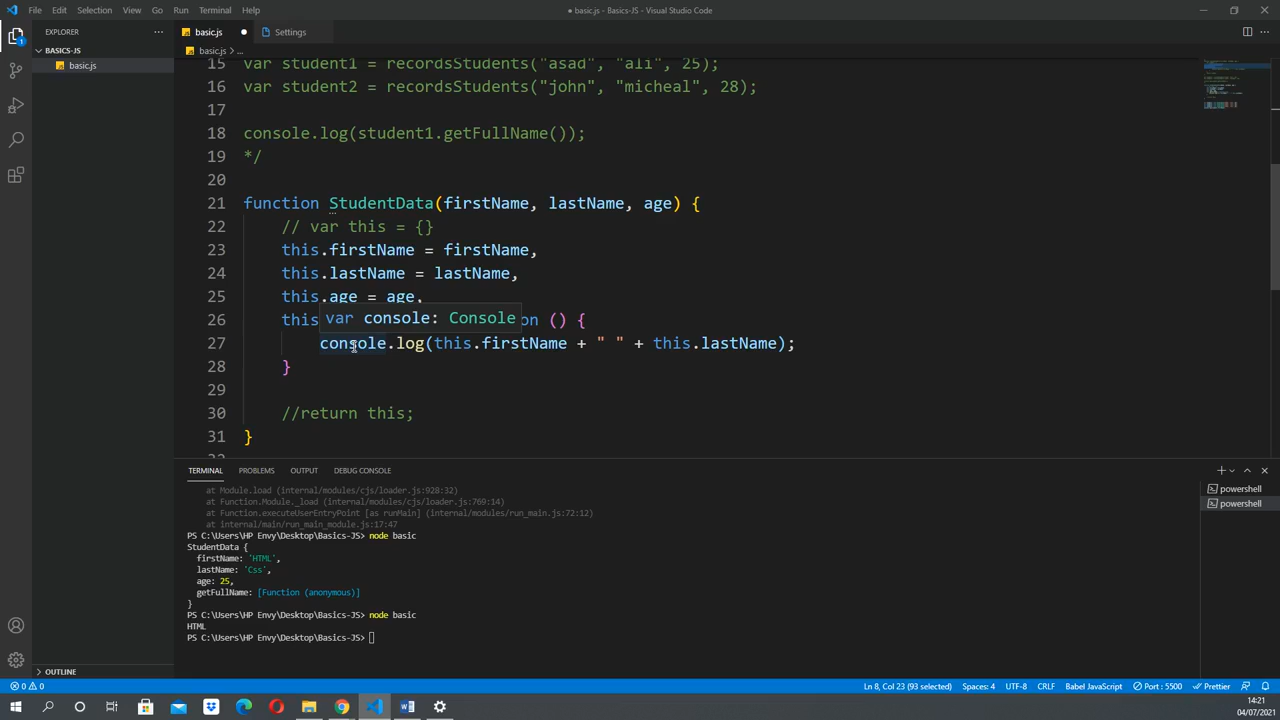 File Edit Selection View Go Run Terminal Help
● basic.js - Basics-JS - Visual Studio Code
EXPLORER
basic.js
Settings
BASICS-JS
basic.js > ...
basic.js
15 var student1 = recordsStudents("asad", "ali", 25);
16 var student2 = recordsStudents("john", "micheal", 28);
17
18 console.log(student1.getFullName());
19 */
20
21 function StudentData(firstName, lastName, age) {
22 // var this = {}
23 this.firstName = firstName,
24 this.lastName = lastName,
25 this.age = age,
var console: Console
26 this on () {
27 console.log(this.firstName + " " + this.lastName);
28 }
29
30 //return this;
31 }
TERMINAL PROBLEMS OUTPUT DEBUG CONSOLE
at Module.load (internal/modules/cjs/loader.js:928:32)
at Function.Module._load (internal/modules/cjs/loader.js:769:14)
at Function.executeUserEntryPoint [as runMain] (internal/modules/run_main.js:72:12)
at internal/main/run_main_module.js:17:47
PS C:\Users\HP Envy\Desktop\Basics-JS> node basic
StudentData {
firstName: 'HTML',
lastName: 'Css',
age: 25,
getFullName: [Function (anonymous)]
}
PS C:\Users\HP Envy\Desktop\Basics-JS> node basic
HTML
PS C:\Users\HP Envy\Desktop\Basics-JS>
powershell
powershell
OUTLINE
0 0
Ln 8, Col 23 (93 selected) Spaces: 4 UTF-8 CRLF Babel JavaScript Port : 5500 Prettier
14:21
04/07/2021